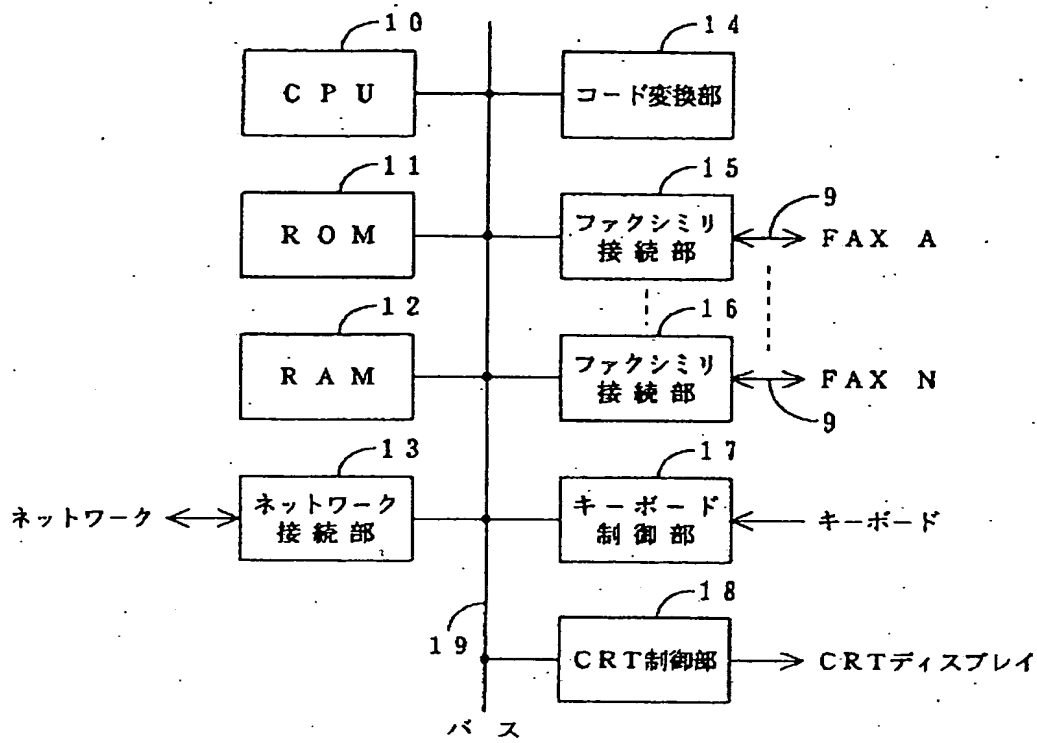 10
CPU
14
コード変換部
11
ROM
15
ファクシミリ
接続部
9
FAX A
12
RAM
16
ファクシミリ
接続部
FAX N
9
13
ネットワーク
ネットワーク
接続部
17
キーボード
制御部
キーボード
18
19
CRT制御部
CRTディスプレイ
バス